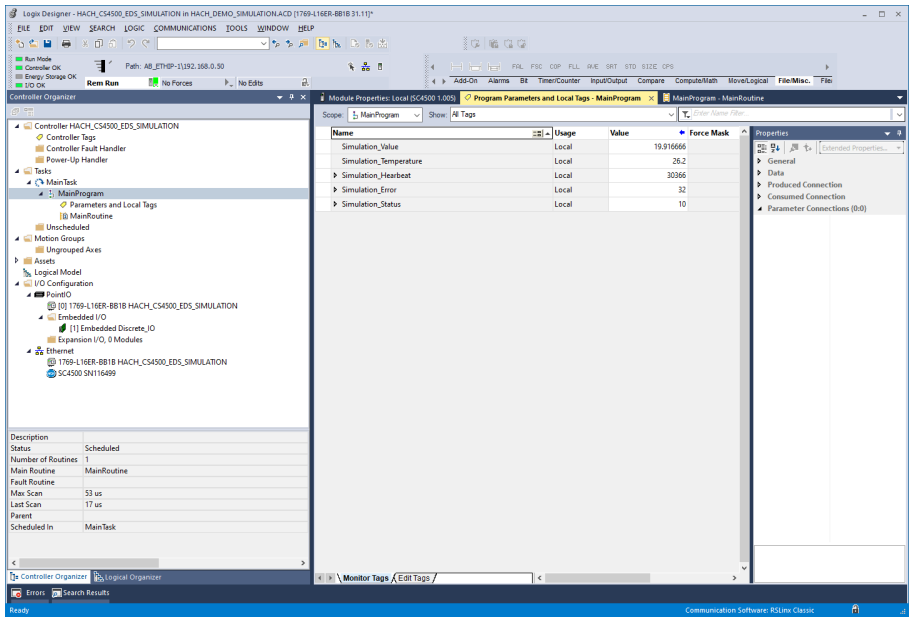 Logix Designer - HACH_CS4500_EDS_SIMULATION in HACH_DEMO_SIMULATION.ACD [1769-L16ER-BB1B 31.11]*
FILE EDIT VIEW SEARCH LOGIC COMMUNICATIONS TOOLS WINDOW HELP
Run Mode
Controller OK
Energy Storage OK
I/O OK
Path: AB_ETHIP-1\192.168.0.50
Rem Run No Forces No Edits
FAL FSC COP FLL AVE SRT STD SIZE CPS
Add-On Alarms Bit Timer/Counter Input/Output Compare Compute/Math Move/Logical File/Misc. File
Controller Organizer
Controller HACH_CS4500_EDS_SIMULATION
Controller Tags
Controller Fault Handler
Power-Up Handler
Tasks
MainTask
MainProgram
Parameters and Local Tags
MainRoutine
Unscheduled
Motion Groups
Ungrouped Axes
Assets
Logical Model
I/O Configuration
PointIO
[0] 1769-L16ER-BB1B HACH_CS4500_EDS_SIMULATION
Embedded I/O
[1] Embedded Discrete_IO
Expansion I/O, 0 Modules
Ethernet
1769-L16ER-BB1B HACH_CS4500_EDS_SIMULATION
SC4500 SN116499
Description
Status Scheduled
Number of Routines 1
Main Routine MainRoutine
Fault Routine
Max Scan 53 us
Last Scan 17 us
Parent
Scheduled In MainTask
Controller Organizer Logical Organizer
Module Properties: Local (SC4500 1.005) Program Parameters and Local Tags - MainProgram MainProgram - MainRoutine
Scope: MainProgram Show: All Tags Enter Name Filter...
Name Usage Value Force Mask
Simulation_Value Local 19.916666
Simulation_Temperature Local 26.2
Simulation_Hearbeat Local 30366
Simulation_Error Local 32
Simulation_Status Local 10
Monitor Tags Edit Tags
Properties
Extended Properties...
General
Data
Produced Connection
Consumed Connection
Parameter Connections (0:0)
Errors Search Results
Ready
Communication Software: RSLinx Classic